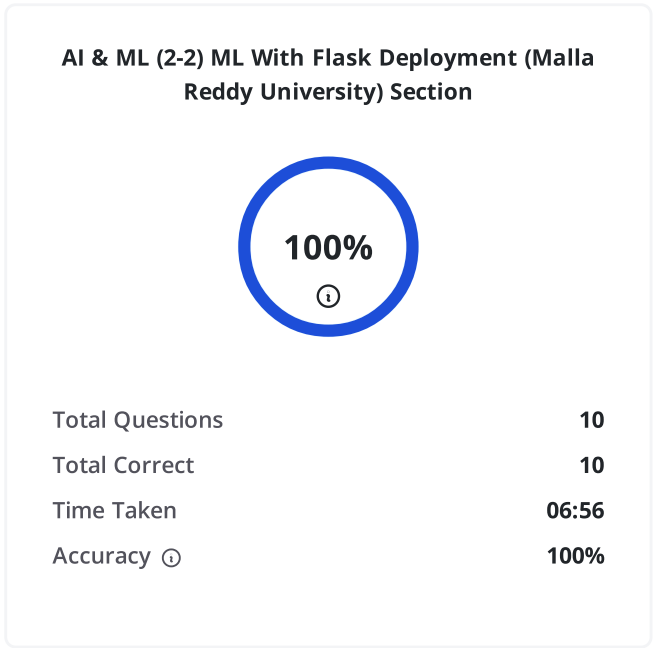 AI & ML (2-2) ML With Flask Deployment (Malla
Reddy University) Section
100%
Total Questions 10
Total Correct 10
Time Taken 06:56
Accuracy 100%